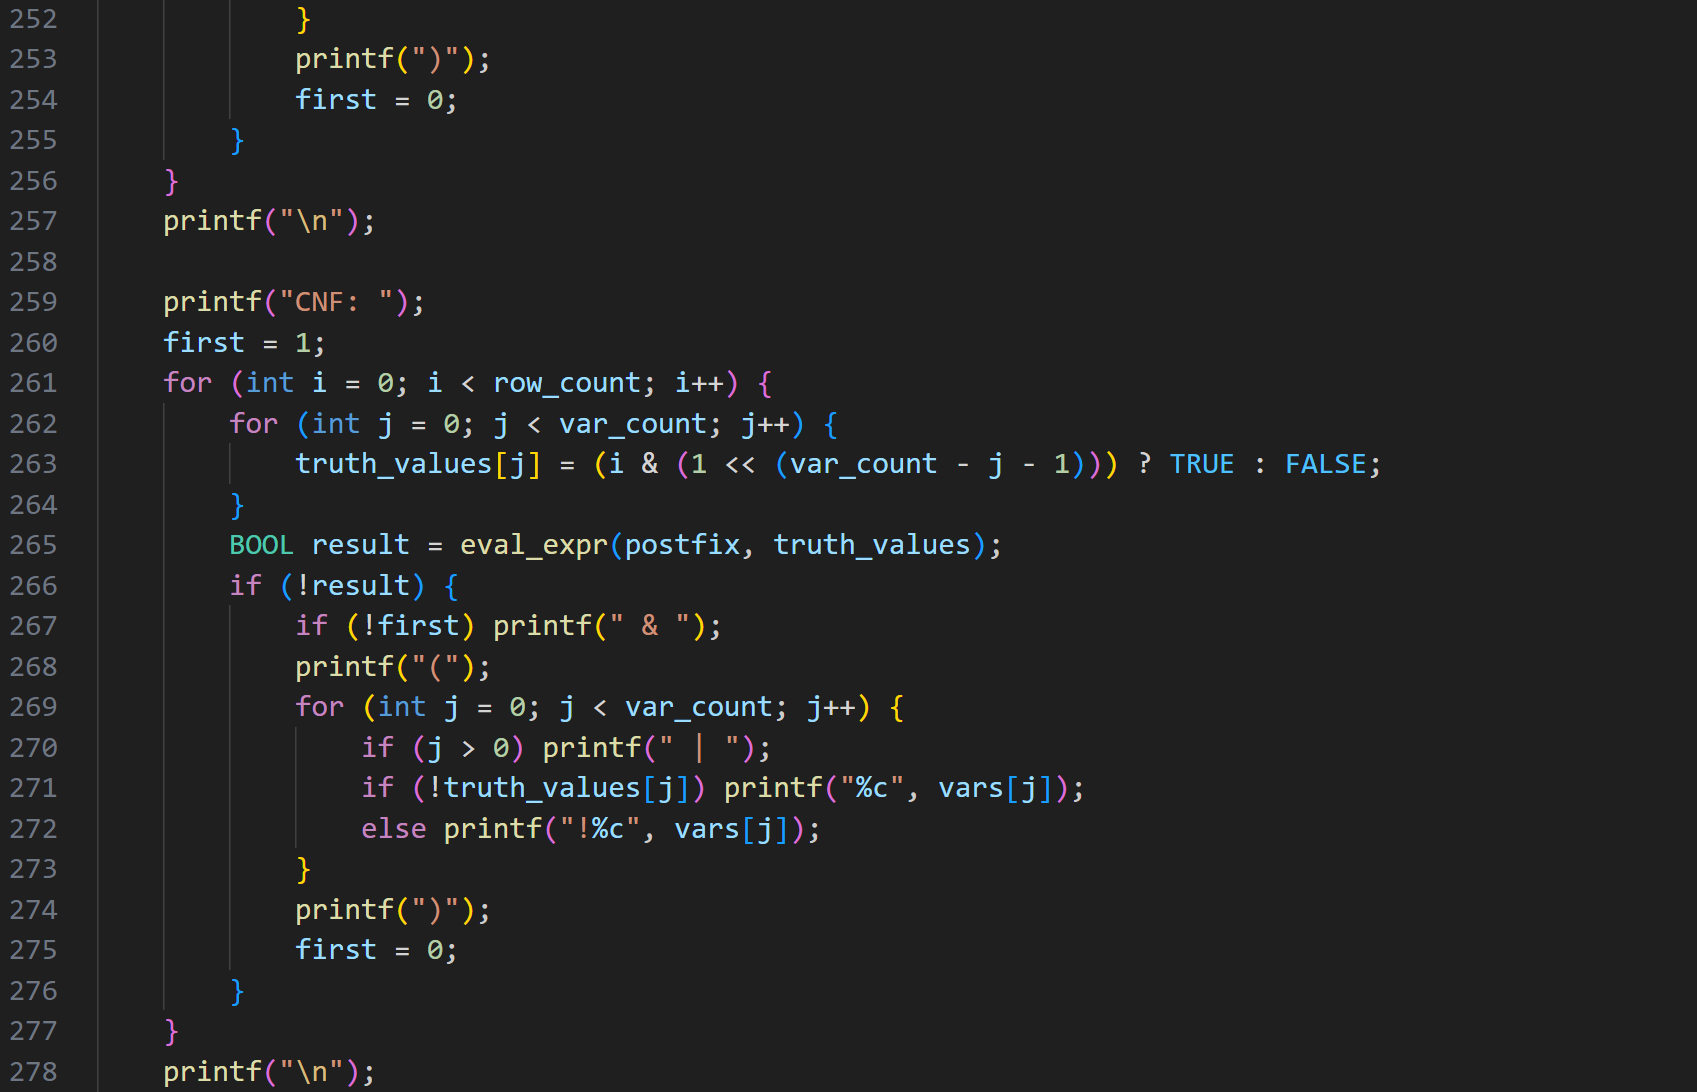 252                 }
253                 printf(")");
254                 first = 0;
255             }
256         }
257         printf("\n");
258
259         printf("CNF: ");
260         first = 1;
261         for (int i = 0; i < row_count; i++) {
262             for (int j = 0; j < var_count; j++) {
263                 truth_values[j] = (i & (1 << (var_count - j - 1))) ? TRUE : FALSE;
264             }
265             BOOL result = eval_expr(postfix, truth_values);
266             if (!result) {
267                 if (!first) printf(" & ");
268                 printf("(");
269                 for (int j = 0; j < var_count; j++) {
270                     if (j > 0) printf(" | ");
271                     if (!truth_values[j]) printf("%c", vars[j]);
272                     else printf("!%c", vars[j]);
273                 }
274                 printf(")");
275                 first = 0;
276             }
277         }
278         printf("\n");